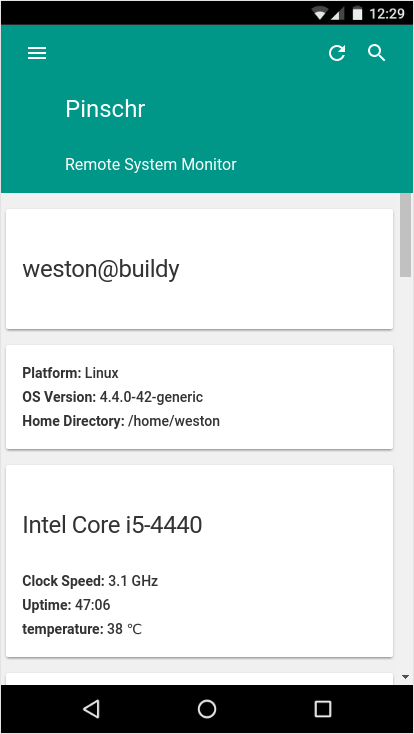 12:29
Pinschr
Remote System Monitor
weston@buildy
Platform: Linux
OS Version: 4.4.0-42-generic
Home Directory: /home/weston
Intel Core i5-4440
Clock Speed: 3.1 GHz
Uptime: 47:06
temperature: 38 °C